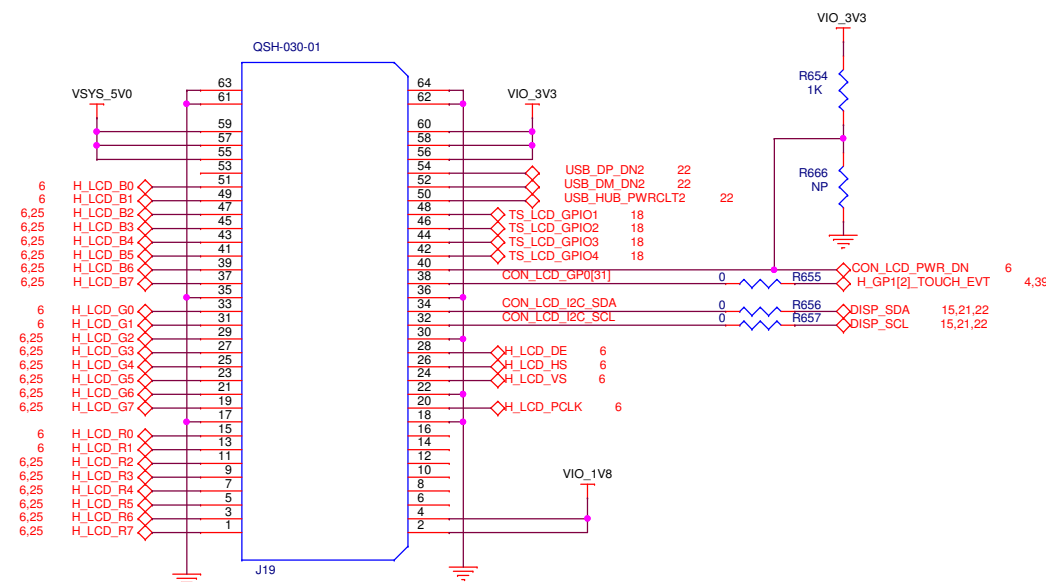 VIO_3V3
QSH-030-01
R654
1K
VSYS_5V0
VIO_3V3
63 64
61 62
59 60
57 58
55 56
53 54 USB_DP_DN2 22
6 H_LCD_B0 51 52 USB_DM_DN2 22
6 H_LCD_B1 49 50 USB_HUB_PWRCLT2 22
6,25 H_LCD_B2 47 48 TS_LCD_GPIO1 18
6,25 H_LCD_B3 45 46 TS_LCD_GPIO2 18
6,25 H_LCD_B4 43 44 TS_LCD_GPIO3 18
6,25 H_LCD_B5 41 42 TS_LCD_GPIO4 18
R666
NP
6,25 H_LCD_B6 39 40 CON_LCD_PWR_DN 6
6,25 H_LCD_B7 37 38 CON_LCD_GP0[31] 0 R655 H_GP1[2]_TOUCH_EVT 4,39
35 36
6 H_LCD_G0 33 34 CON_LCD_I2C_SDA 0 R656 DISP_SDA 15,21,22
6 H_LCD_G1 31 32 CON_LCD_I2C_SCL 0 R657 DISP_SCL 15,21,22
6,25 H_LCD_G2 29 30
6,25 H_LCD_G3 27 28 H_LCD_DE 6
6,25 H_LCD_G4 25 26 H_LCD_HS 6
6,25 H_LCD_G5 23 24 H_LCD_VS 6
6,25 H_LCD_G6 21 22
6,25 H_LCD_G7 19 20 H_LCD_PCLK 6
17 18
6 H_LCD_R0 15 16
6 H_LCD_R1 13 14
6,25 H_LCD_R2 11 12
6,25 H_LCD_R3 9 10
6,25 H_LCD_R4 7 8
6,25 H_LCD_R5 5 6
6,25 H_LCD_R6 3 4
6,25 H_LCD_R7 1 2
VIO_1V8
J19